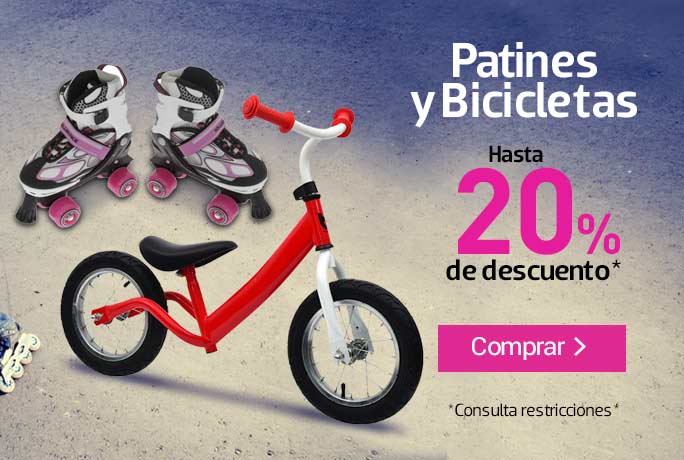 Patines
y Bicicletas
Hasta
20%
de descuento*
Comprar >
*Consulta restricciones*